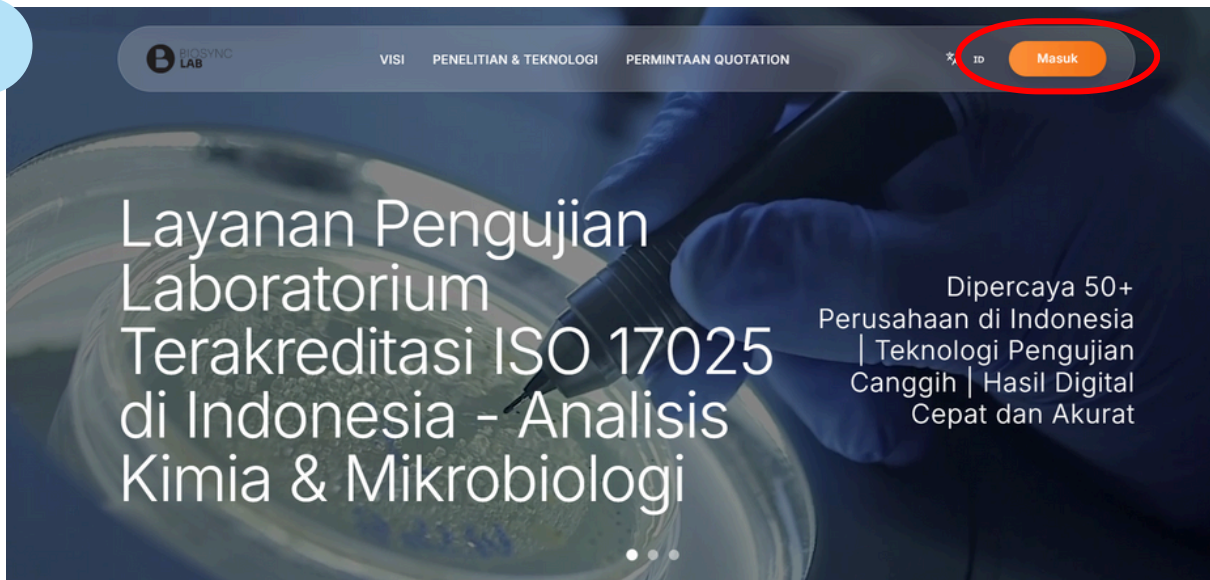 BIOSYNC
LAB
VISI
PENELITIAN & TEKNOLOGI
PERMINTAAN QUOTATION
ID
Masuk
Layanan Pengujian
Laboratorium
Terakreditasi ISO 17025
di Indonesia - Analisis
Kimia & Mikrobiologi
Dipercaya 50+
Perusahaan di Indonesia
| Teknologi Pengujian
Canggih | Hasil Digital
Cepat dan Akurat